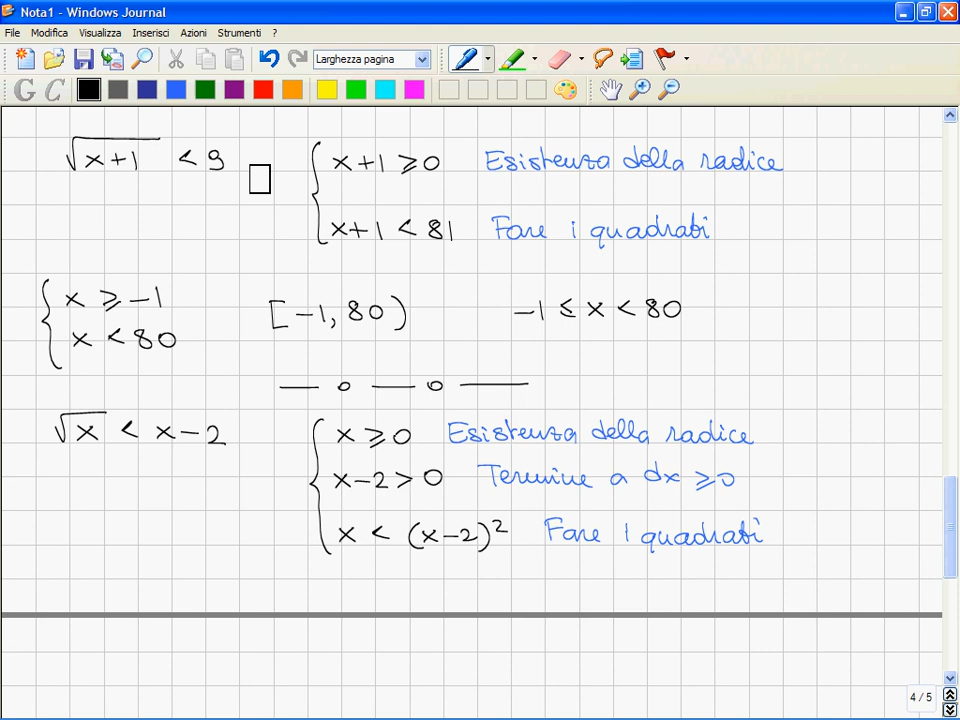 Nota1 - Windows Journal
File Modifica Visualizza Inserisci Azioni Strumenti ?
Larghezza pagina
G C
√x+1 < 9
x+1 ⩾ 0 Esistenza della radice
x+1 < 81 Fare i quadrati
x ⩾ -1
x < 80
[-1, 80)
-1 ≤ x < 80
√x < x-2
x ⩾ 0 Esistenza della radice
x-2 > 0 Termine a dx ⩾ 0
x < (x-2)² Fare i quadrati
4 / 5